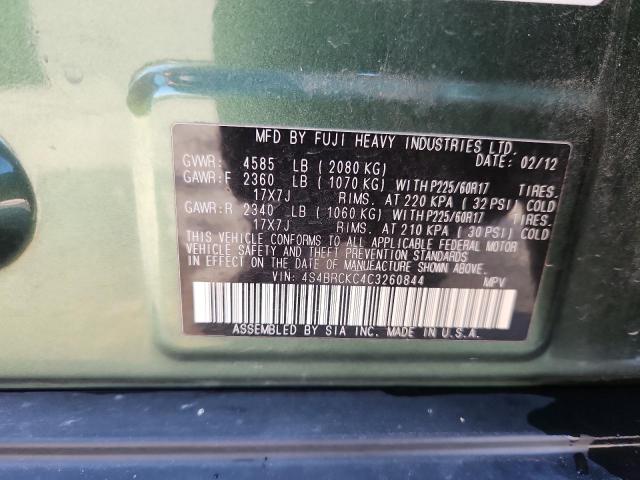 MFD BY FUJI HEAVY INDUSTRIES LTD.
DATE: 02/12
GVWR: 4585 LB ( 2080 KG)
GAWR:F 2360 LB ( 1070 KG) WITH P225/60R17 TIRES.
17X7J RIMS. AT 220 KPA ( 32 PSI) COLD
GAWR:R 2340 LB ( 1060 KG) WITH P225/60R17 TIRES.
17X7J RIMS. AT 210 KPA ( 30 PSI) COLD
THIS VEHICLE CONFORMS TO ALL APPLICABLE FEDERAL MOTOR
VEHICLE SAFETY AND THEFT PREVENTION STANDARDS
IN EFFECT ON THE DATE OF MANUFACTURE SHOWN ABOVE.
VIN: 4S4BRCKC4C3260844 MPV
ASSEMBLED BY SIA INC. MADE IN U.S.A.